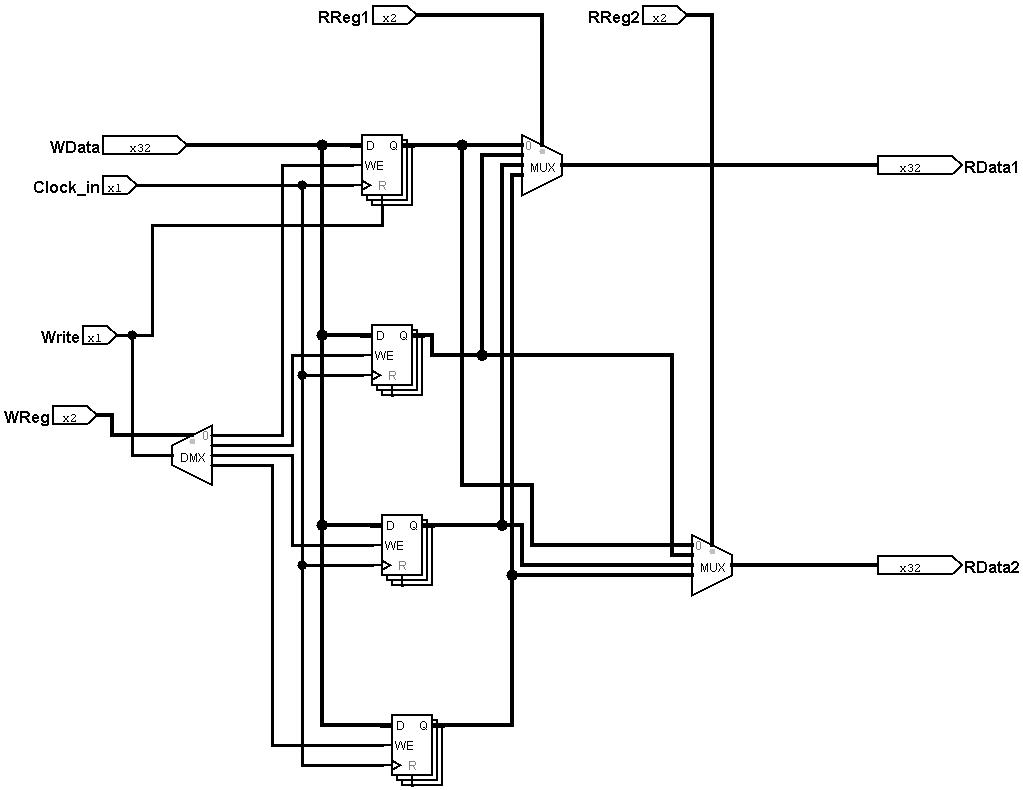 RReg1 x2 RReg2 x2
WData x32 D Q 0
WE MUX x32 RData1
Clock_in x1 R
Write x1 D Q
WE
R
WReg x2
0
DMX
D Q
WE 0
R MUX x32 RData2
D Q
WE
R